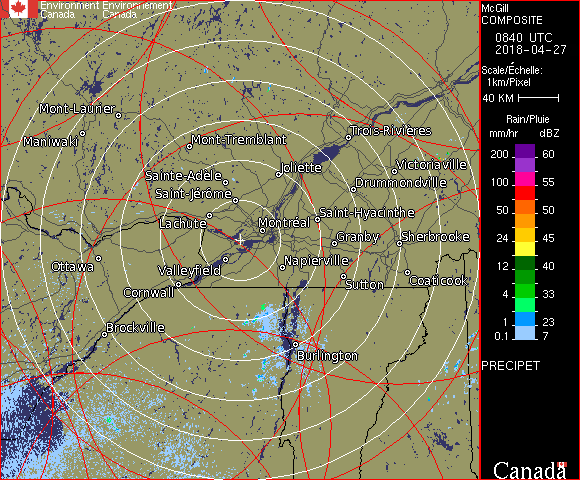 Environment Environnement
Canada Canada
McGill
COMPOSITE
0840 UTC
2018-04-27
Scale/Échelle:
1km/Pixel
40 KM
Rain/Pluie
mm/hr dBZ
200 60
100 55
50 50
24 45
12 40
4 33
1 23
0.1 7
PRECIPET
Canada
Mont-Laurier
Maniwaki
Mont-Tremblant
Trois-Rivières
Joliette
Victoriaville
Sainte-Adèle
Drummondville
Saint-Jérôme
Saint-Hyacinthe
Lachute
Montréal
Granby
Sherbrooke
Ottawa
Valleyfield
Napierville
Coaticook
Cornwall
Sutton
Brockville
Burlington